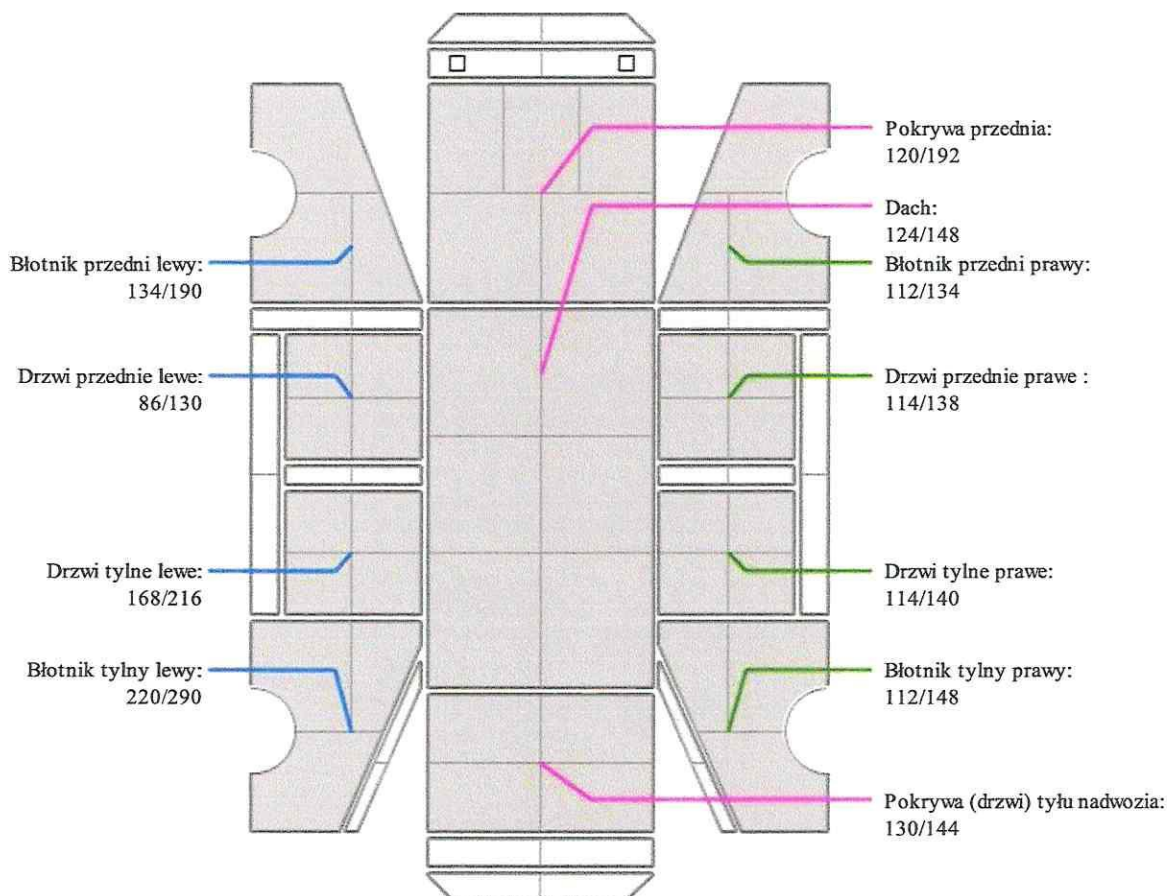 Pokrywa przednia:
120/192
Dach:
124/148
Błotnik przedni lewy:
134/190
Błotnik przedni prawy:
112/134
Drzwi przednie lewe:
86/130
Drzwi przednie prawe :
114/138
Drzwi tylne lewe:
168/216
Drzwi tylne prawe:
114/140
Błotnik tylny lewy:
220/290
Błotnik tylny prawy:
112/148
Pokrywa (drzwi) tyłu nadwozia:
130/144